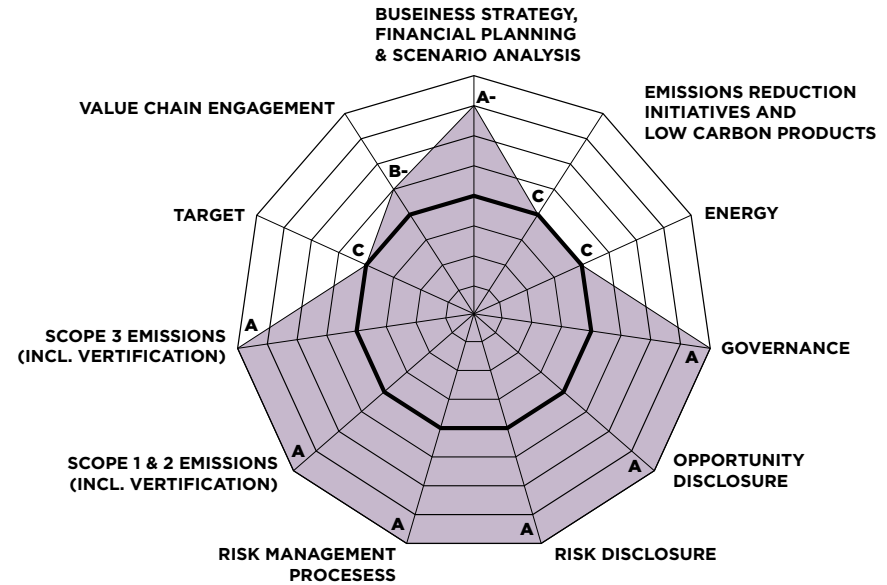 BUSEINESS STRATEGY,
FINANCIAL PLANNING
& SCENARIO ANALYSIS
A-
EMISSIONS REDUCTION
INITIATIVES AND
LOW CARBON PRODUCTS
C
ENERGY
C
GOVERNANCE
A
OPPORTUNITY
DISCLOSURE
A
RISK DISCLOSURE
A
RISK MANAGEMENT
PROCESESS
A
SCOPE 1 & 2 EMISSIONS
(INCL. VERTIFICATION)
A
SCOPE 3 EMISSIONS
(INCL. VERTIFICATION)
A
TARGET
C
VALUE CHAIN ENGAGEMENT
B-